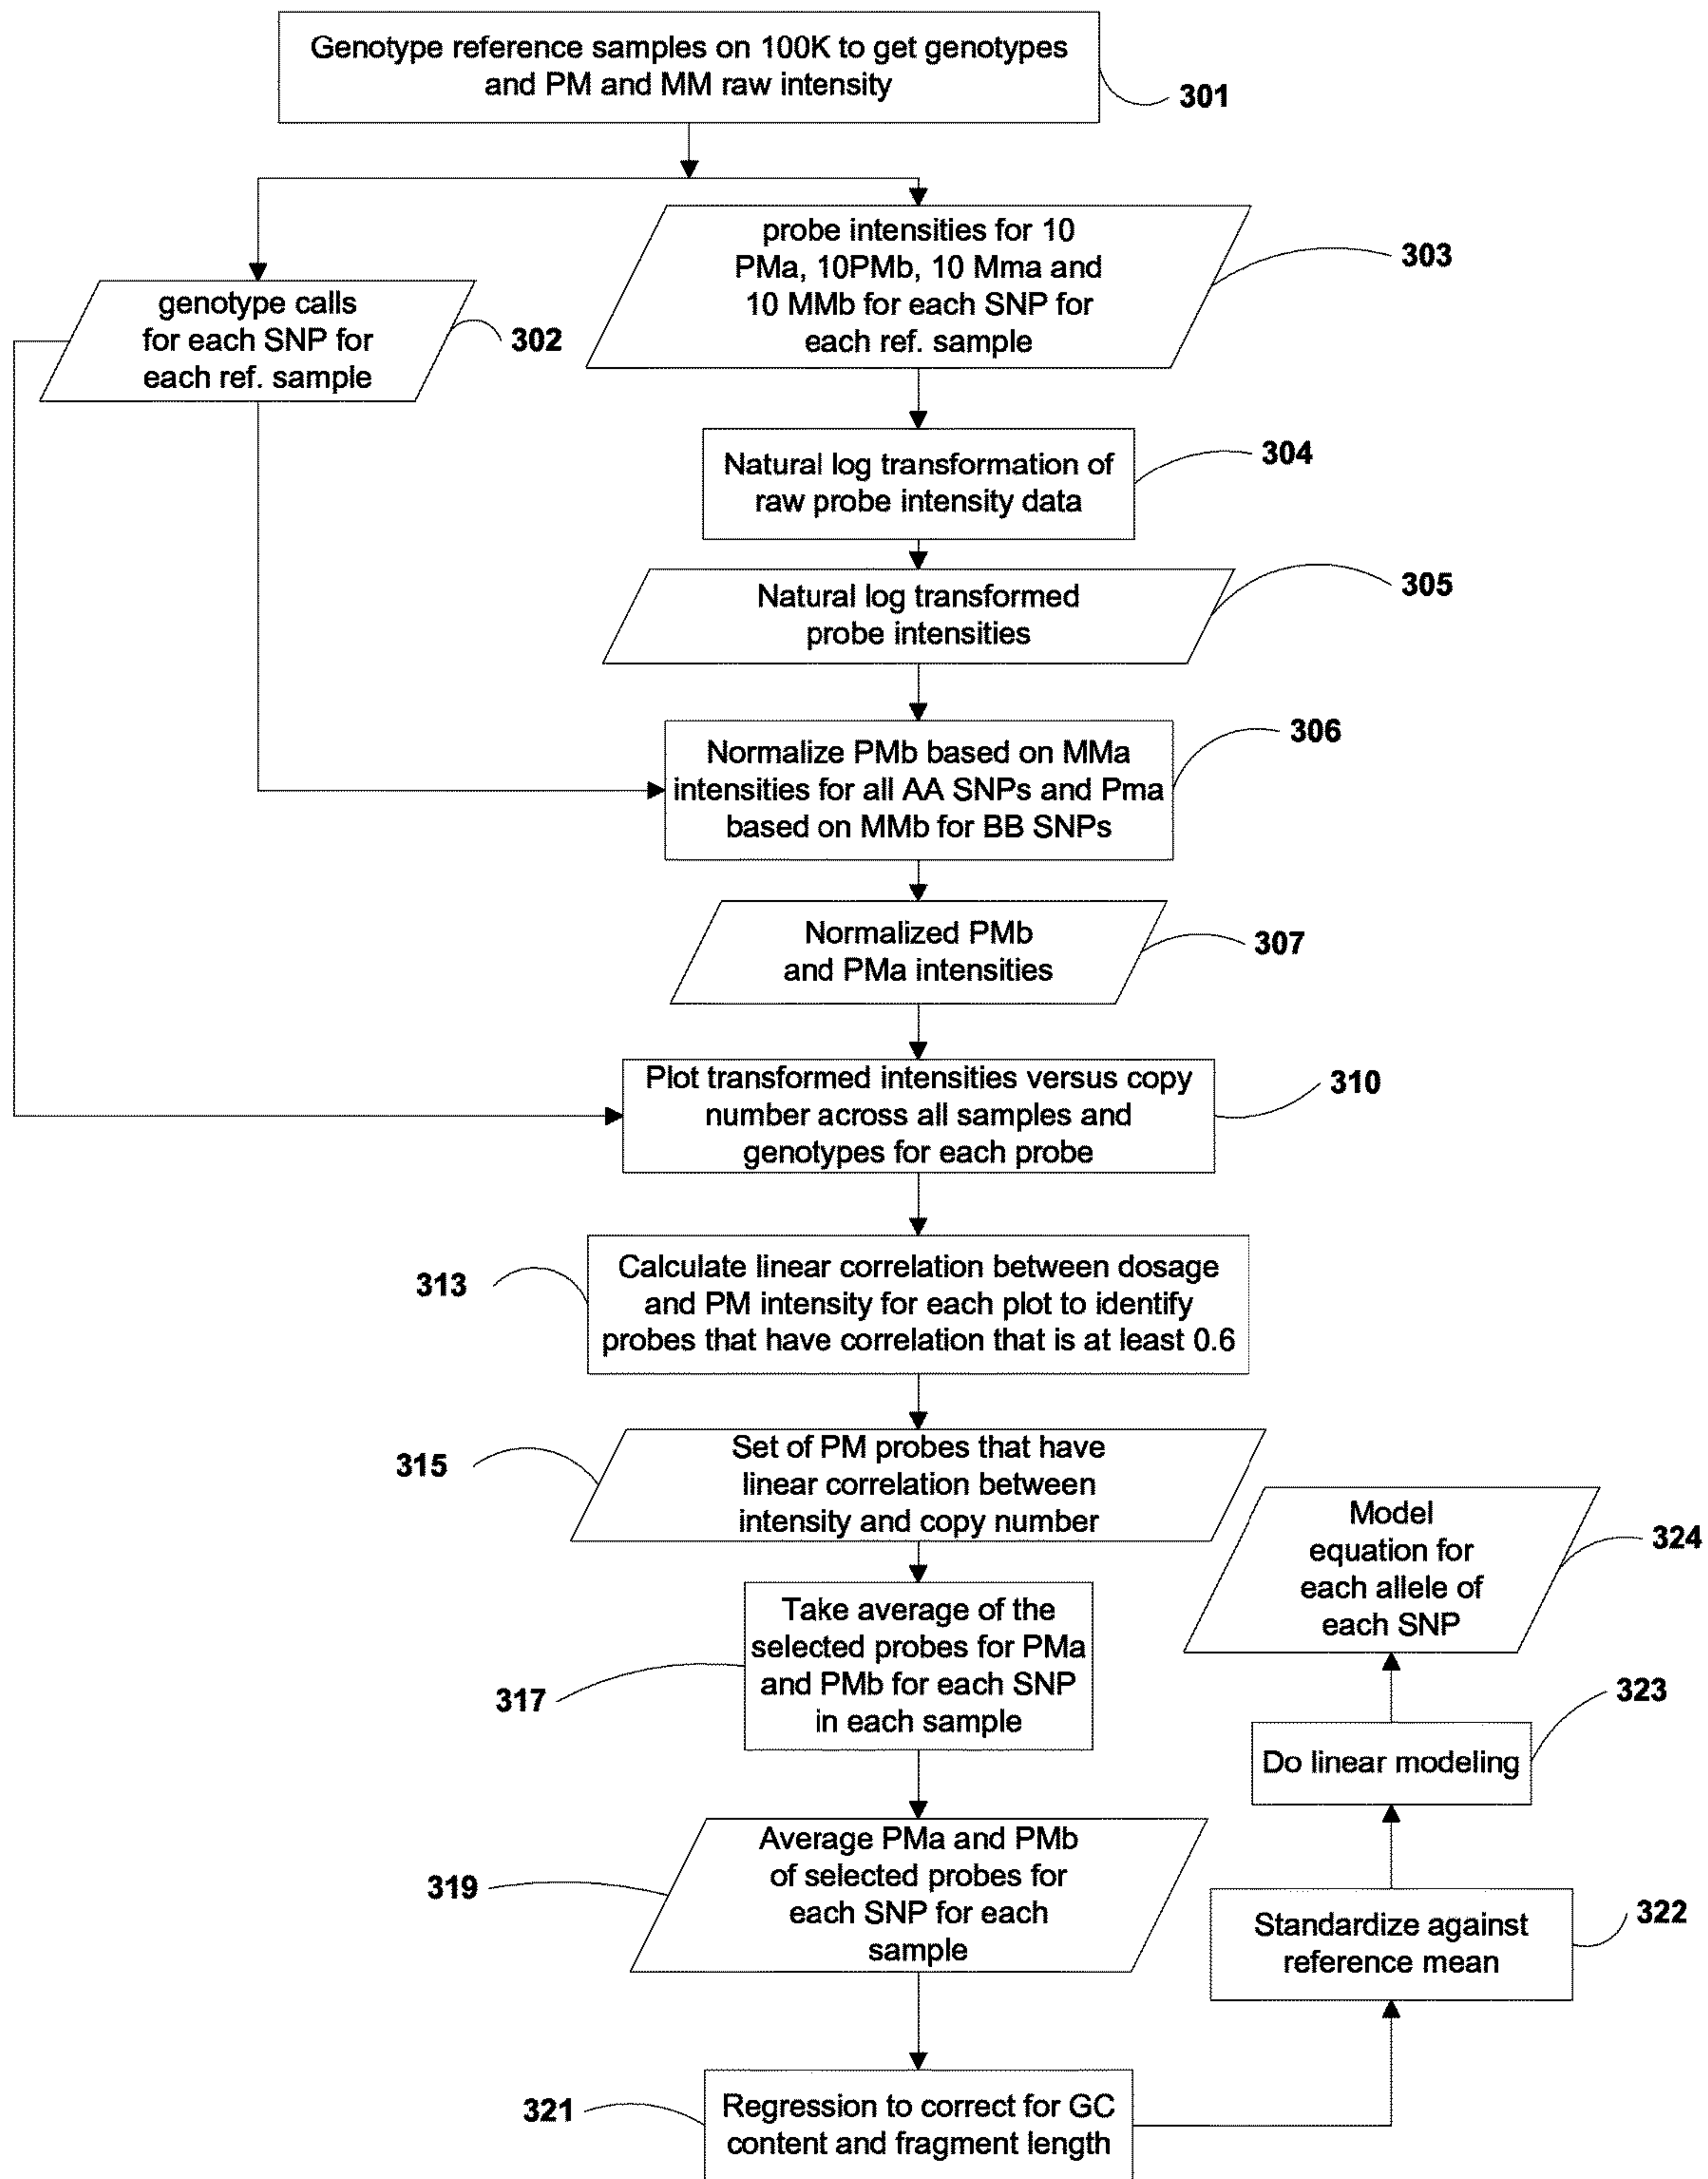 Genotype reference samples on 100K to get genotypes
and PM and MM raw intensity
301
probe intensities for 10
PMa, 10PMb, 10 Mma and
10 MMb for each SNP for
each ref. sample
303
genotype calls
for each SNP for
each ref. sample
302
Natural log transformation of
raw probe intensity data
304
Natural log transformed
probe intensities
305
Normalize PMb based on MMa
intensities for all AA SNPs and Pma
based on MMb for BB SNPs
306
Normalized PMb
and PMa intensities
307
Plot transformed intensities versus copy
number across all samples and
genotypes for each probe
310
Calculate linear correlation between dosage
and PM intensity for each plot to identify
probes that have correlation that is at least 0.6
313
Set of PM probes that have
linear correlation between
intensity and copy number
315
Take average of the
selected probes for PMa
and PMb for each SNP
in each sample
317
Average PMa and PMb
of selected probes for
each SNP for each
sample
319
Regression to correct for GC
content and fragment length
321
Standardize against
reference mean
322
Do linear modeling
323
Model
equation for
each allele of
each SNP
324